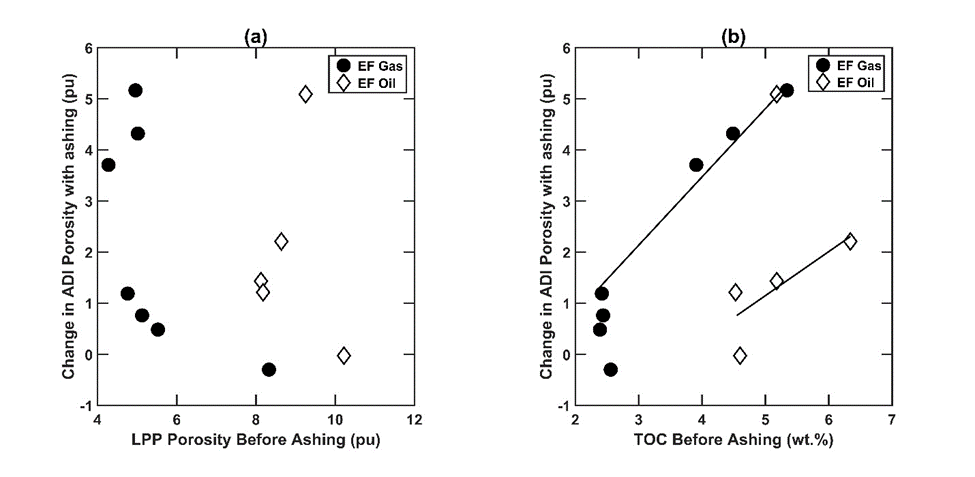 (a)
6
5
4
3
2
1
0
-1
Change in ADI Porosity with ashing (pu)
EF Gas
EF Oil
4 6 8 10 12
LPP Porosity Before Ashing (pu)
(b)
6
5
4
3
2
1
0
-1
Change in ADI Porosity with ashing (pu)
EF Gas
EF Oil
2 3 4 5 6 7
TOC Before Ashing (wt.%)